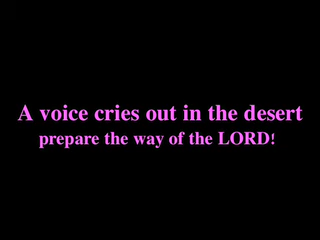 A voice cries out in the desert
prepare the way of the LORD!